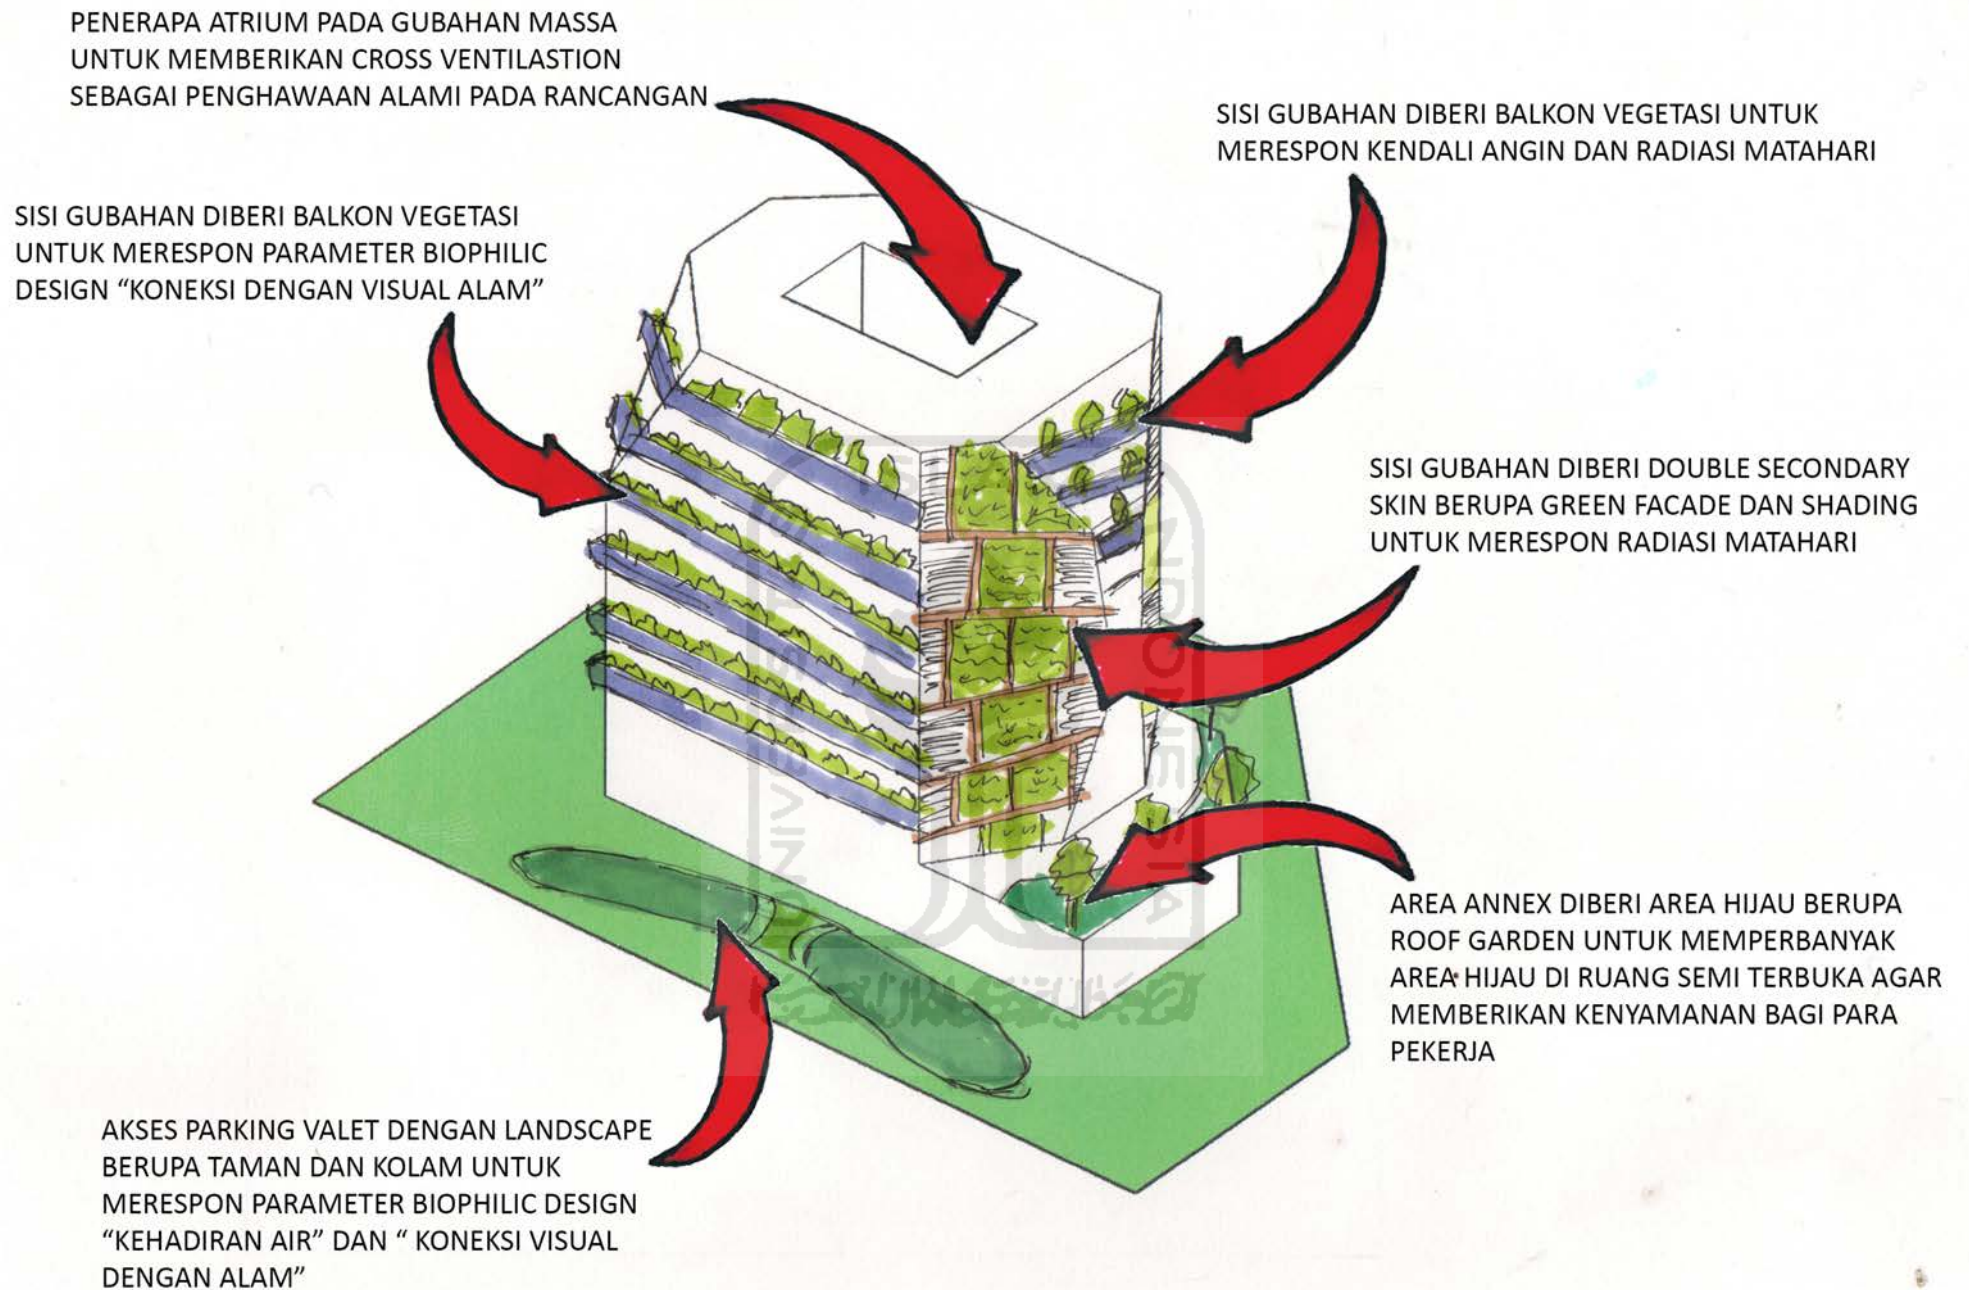 PENERAPA ATRIUM PADA GUBAHAN MASSA
UNTUK MEMBERIKAN CROSS VENTILASTION
SEBAGAI PENGHAWAAN ALAMI PADA RANCANGAN
SISI GUBAHAN DIBERI BALKON VEGETASI UNTUK
MERESPON KENDALI ANGIN DAN RADIASI MATAHARI
SISI GUBAHAN DIBERI BALKON VEGETASI
UNTUK MERESPON PARAMETER BIOPHILIC
DESIGN “KONEKSI DENGAN VISUAL ALAM”
SISI GUBAHAN DIBERI DOUBLE SECONDARY
SKIN BERUPA GREEN FACADE DAN SHADING
UNTUK MERESPON RADIASI MATAHARI
AREA ANNEX DIBERI AREA HIJAU BERUPA
ROOF GARDEN UNTUK MEMPERBANYAK
AREA HIJAU DI RUANG SEMI TERBUKA AGAR
MEMBERIKAN KENYAMANAN BAGI PARA
PEKERJA
AKSES PARKING VALET DENGAN LANDSCAPE
BERUPA TAMAN DAN KOLAM UNTUK
MERESPON PARAMETER BIOPHILIC DESIGN
“KEHADIRAN AIR” DAN “ KONEKSI VISUAL
DENGAN ALAM”